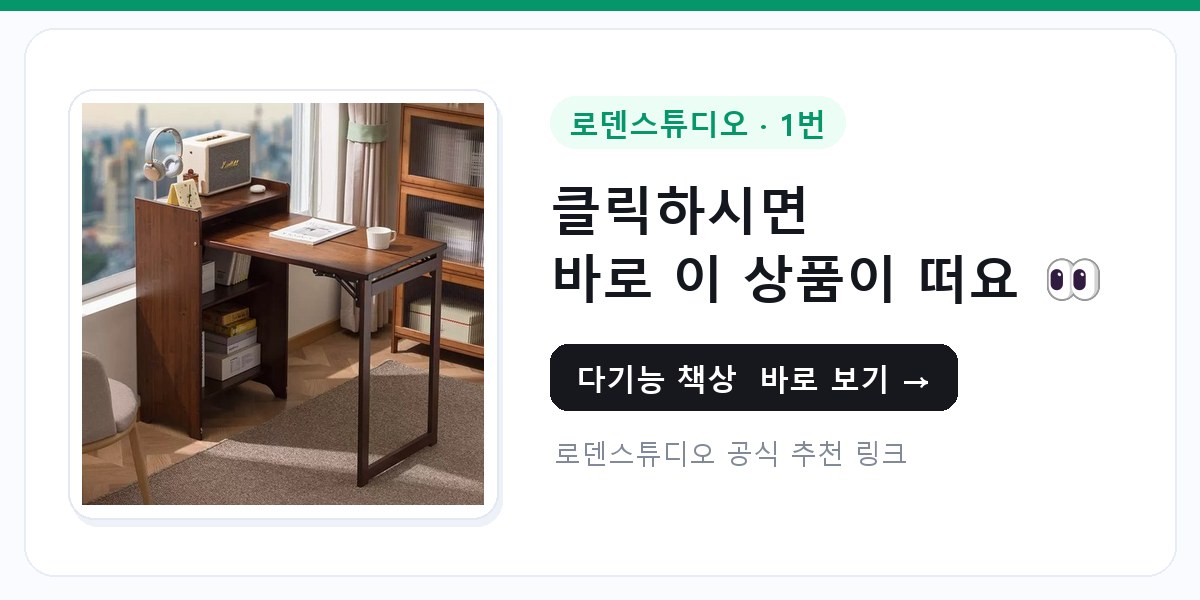 로덴스튜디오 · 1번
클릭하시면
바로 이 상품이 떠요 👀
다기능 책상 바로 보기 →
로덴스튜디오 공식 추천 링크